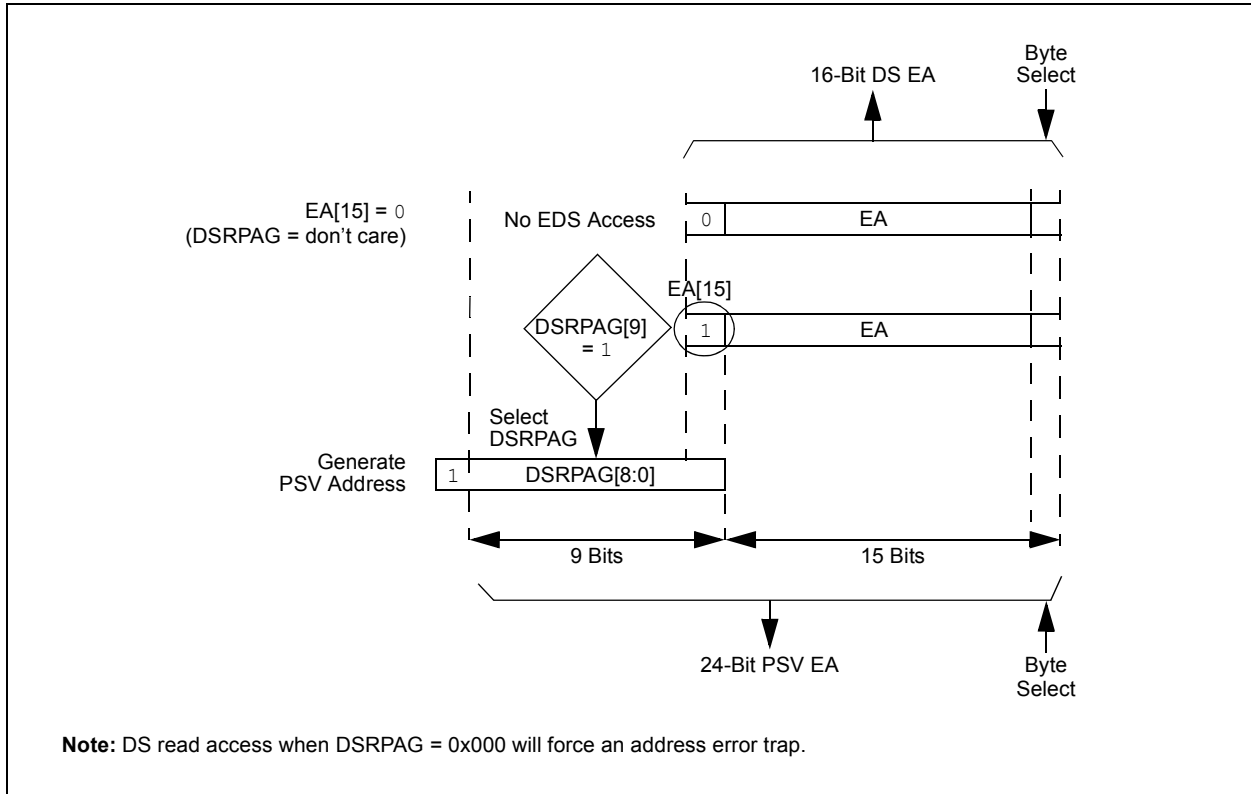 16-Bit DS EA
Byte
Select
EA[15] = 0
(DSRPAG = don't care)
No EDS Access
0
EA
EA[15]
DSRPAG[9]
= 1
1
EA
Select
DSRPAG
Generate
PSV Address
1
DSRPAG[8:0]
9 Bits
15 Bits
24-Bit PSV EA
Byte
Select
Note: DS read access when DSRPAG = 0x000 will force an address error trap.